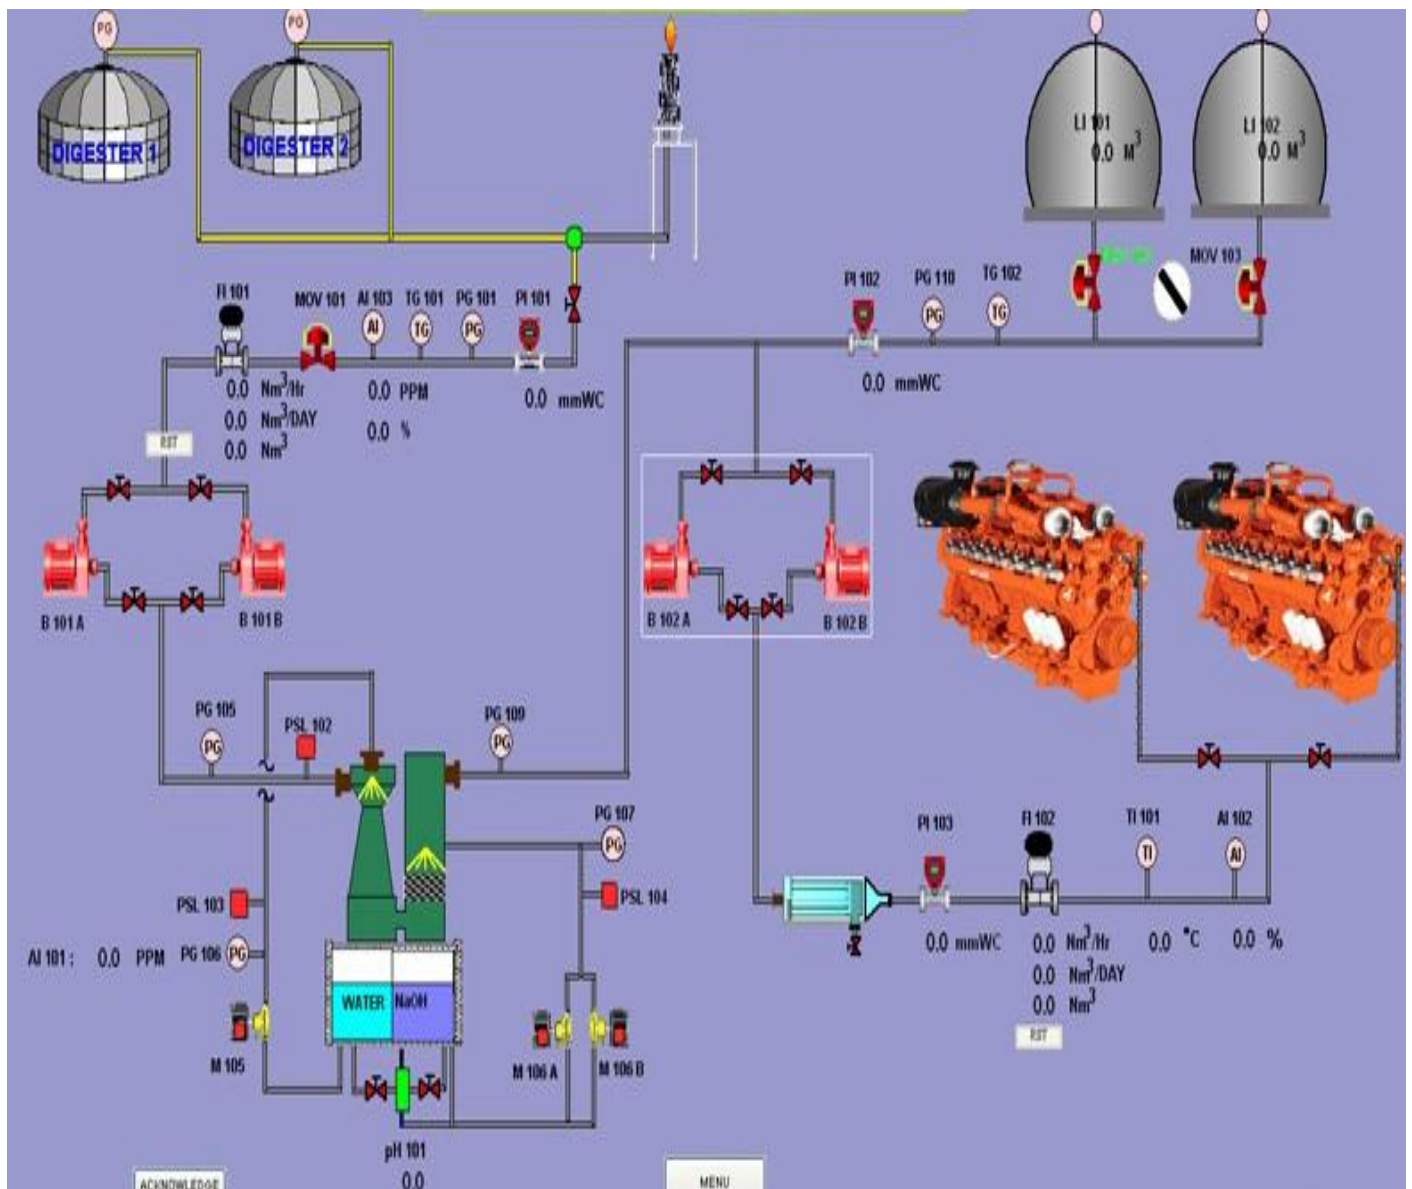 PG
PG
DIGESTER 1
DIGESTER 2
LI 101
0.0 M³
LI 102
0.0 M³
MOV 103
FI 101
MOV 101
AI 103
TG 101
PG 101
PI 101
AI
TG
PG
PI 102
PG 110
TG 102
PG
TG
0.0 Nm³/Hr
0.0 PPM
0.0 mmWC
0.0 mmWC
0.0 Nm³/DAY
0.0 %
0.0 Nm³
RST
B 101 A
B 101 B
B 102 A
B 102 B
PG 105
PSL 102
PG 109
PG
PG
PG 107
PG
PI 103
FI 102
TI 101
AI 102
TI
AI
PSL 103
PSL 104
AI 101 : 0.0 PPM
PG 106
PG
0.0 mmWC
0.0 Nm³/Hr
0.0 °C
0.0 %
0.0 Nm³/DAY
0.0 Nm³
RST
WATER
NaOH
M 105
M 106 A
M 106 B
pH 101
0.0
ACKNOWLEDGE
MENU